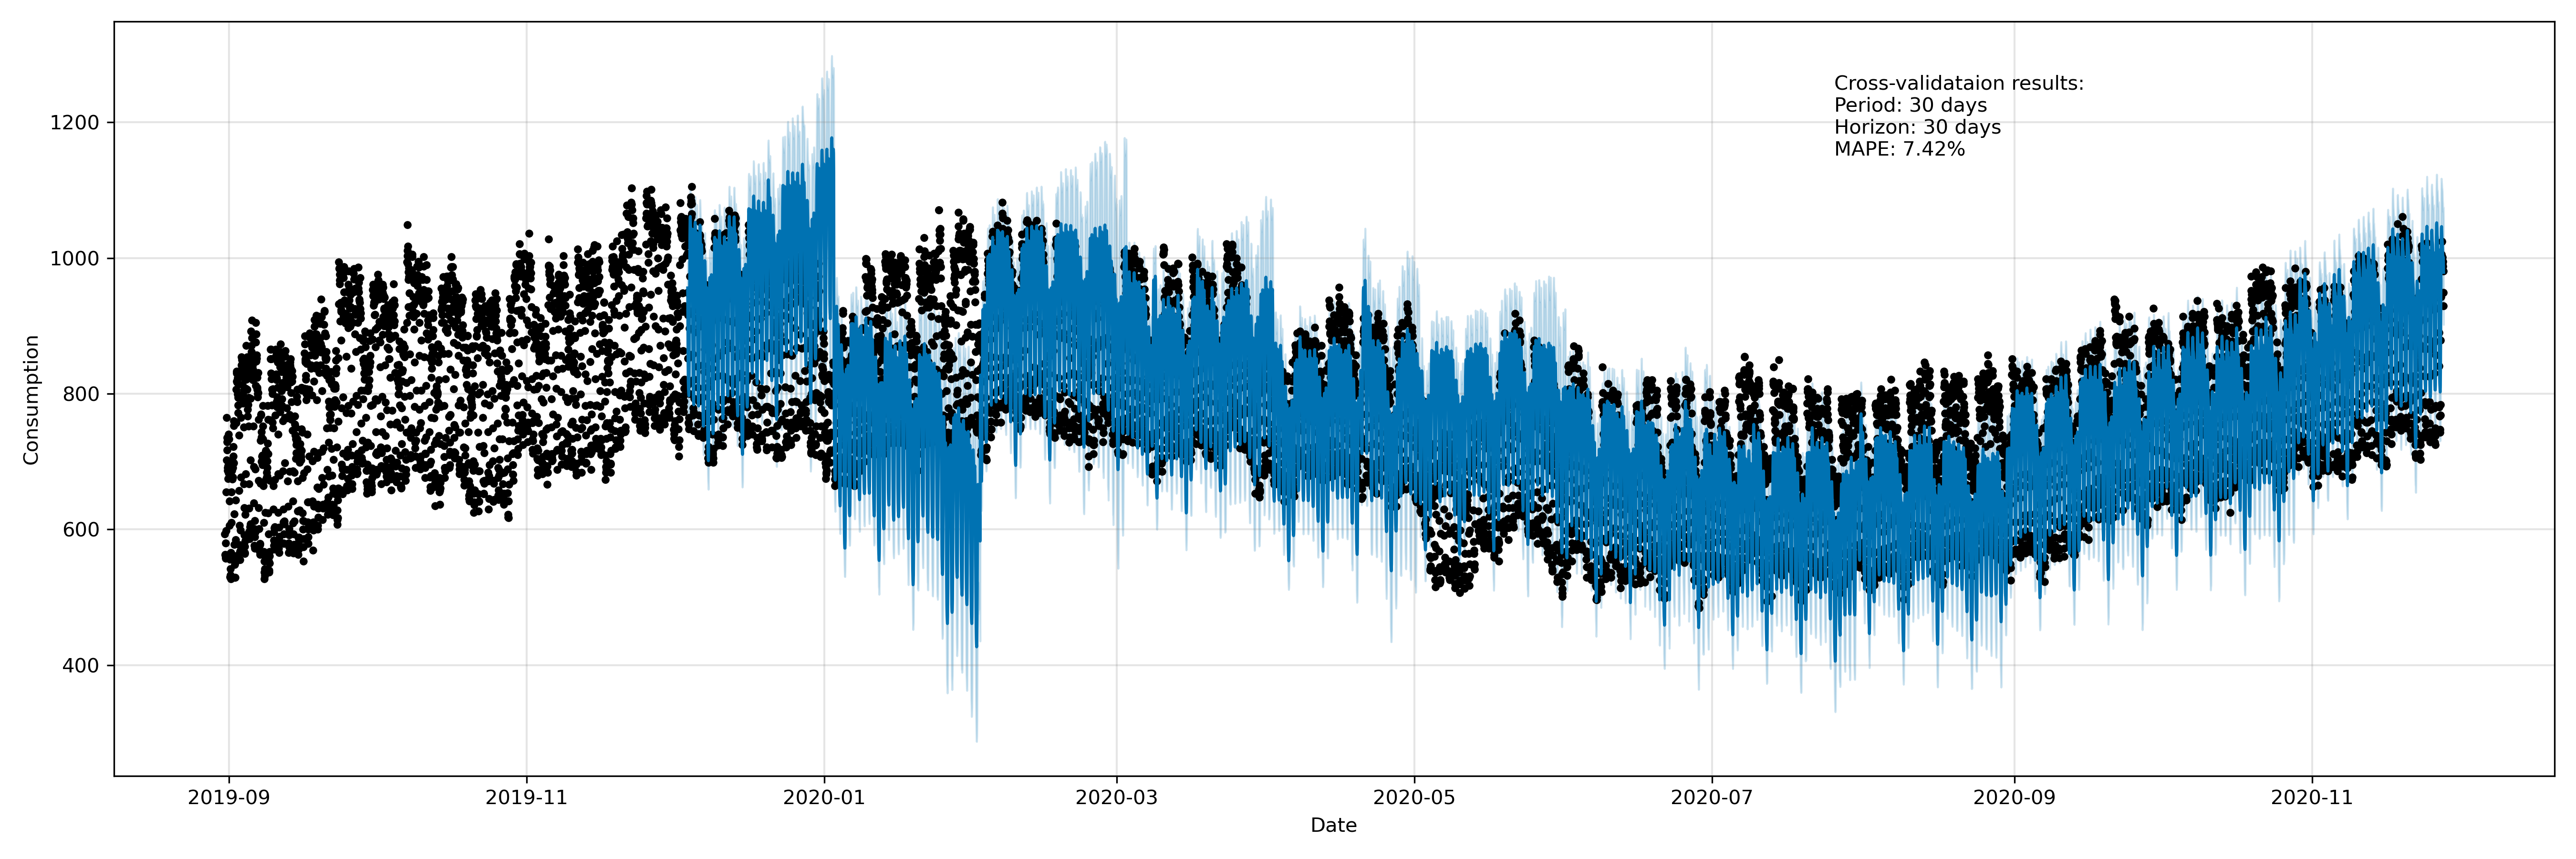 Cross-validataion results:
Period: 30 days
Horizon: 30 days
MAPE: 7.42%
1200
1000
800
600
400
Consumption
2019-09
2019-11
2020-01
2020-03
2020-05
2020-07
2020-09
2020-11
Date